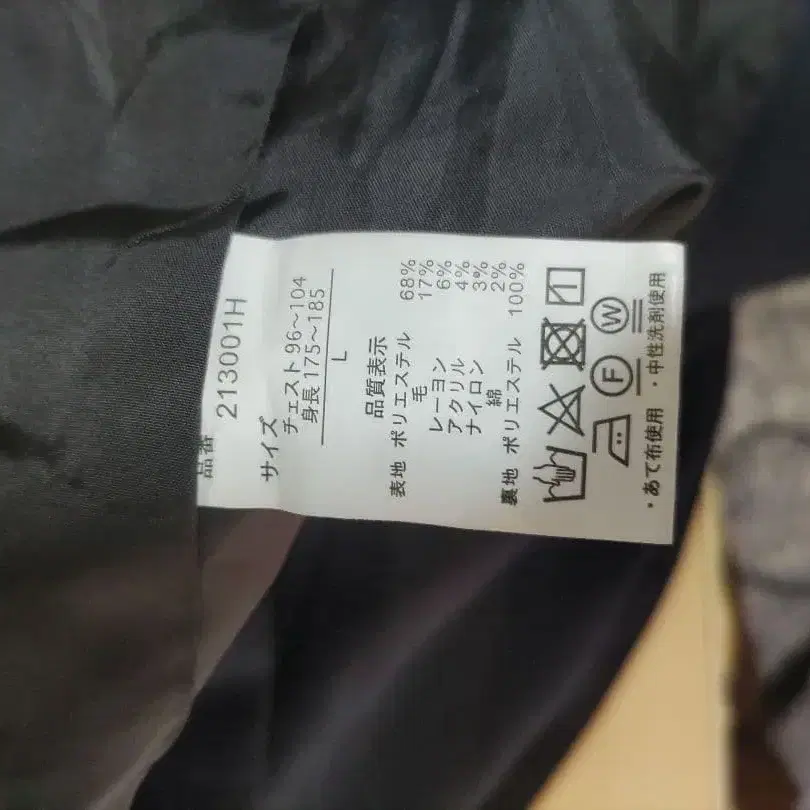 品番
213001H
サイズ
チェスト96～104
身長175～185
L
品質表示
表地 ポリエステル 68%
毛 17%
レーヨン 6%
アクリル 4%
ナイロン 3%
綿 2%
裏地 ポリエステル 100%
F W
・あて布使用 ・中性洗剤使用